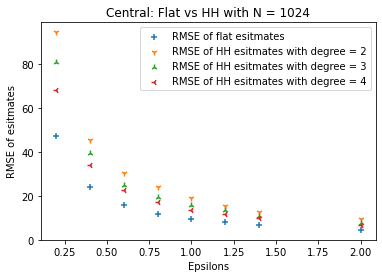 Central: Flat vs HH with N = 1024
RMSE of flat esitmates
RMSE of HH esitmates with degree = 2
RMSE of HH esitmates with degree = 3
RMSE of HH esitmates with degree = 4
RMSE of esitmates
80
60
40
20
0
0.25 0.50 0.75 1.00 1.25 1.50 1.75 2.00
Epsilons